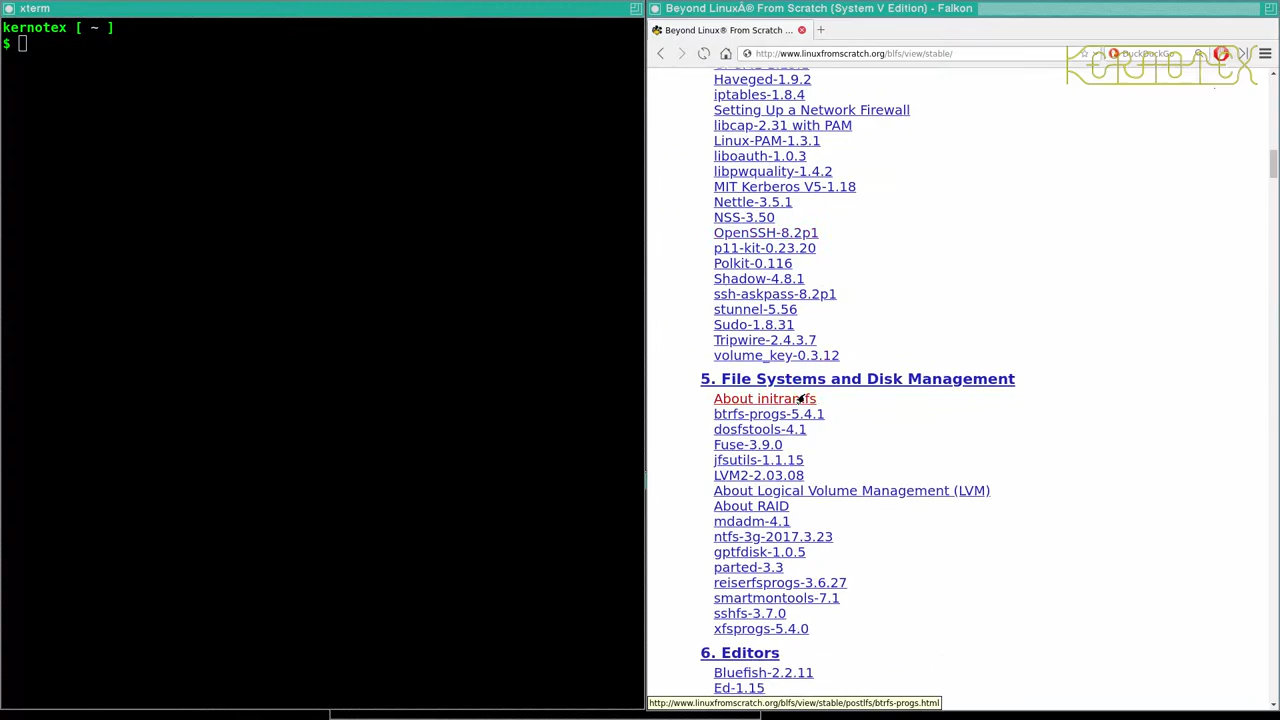 xterm
Beyond LinuxÂ® From Scratch (System V Edition) - Falkon
kernotex [ ~ ]
$
Beyond Linux® From Scratch ...
http://www.linuxfromscratch.org/blfs/view/stable/
DuckDuckGo
KERNOTEX
Haveged-1.9.2
iptables-1.8.4
Setting Up a Network Firewall
libcap-2.31 with PAM
Linux-PAM-1.3.1
liboauth-1.0.3
libpwquality-1.4.2
MIT Kerberos V5-1.18
Nettle-3.5.1
NSS-3.50
OpenSSH-8.2p1
p11-kit-0.23.20
Polkit-0.116
Shadow-4.8.1
ssh-askpass-8.2p1
stunnel-5.56
Sudo-1.8.31
Tripwire-2.4.3.7
volume_key-0.3.12
5. File Systems and Disk Management
About initramfs
btrfs-progs-5.4.1
dosfstools-4.1
Fuse-3.9.0
jfsutils-1.1.15
LVM2-2.03.08
About Logical Volume Management (LVM)
About RAID
mdadm-4.1
ntfs-3g-2017.3.23
gptfdisk-1.0.5
parted-3.3
reiserfsprogs-3.6.27
smartmontools-7.1
sshfs-3.7.0
xfsprogs-5.4.0
6. Editors
Bluefish-2.2.11
Ed-1.15
http://www.linuxfromscratch.org/blfs/view/stable/postlfs/btrfs-progs.html